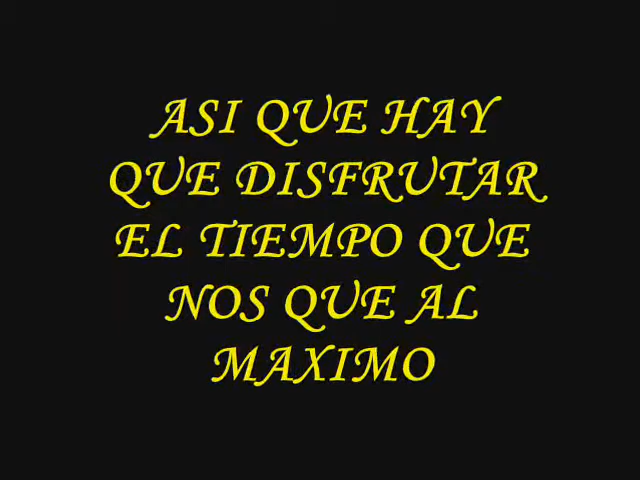 ASI QUE HAY
QUE DISFRUTAR
EL TIEMPO QUE
NOS QUE AL
MAXIMO